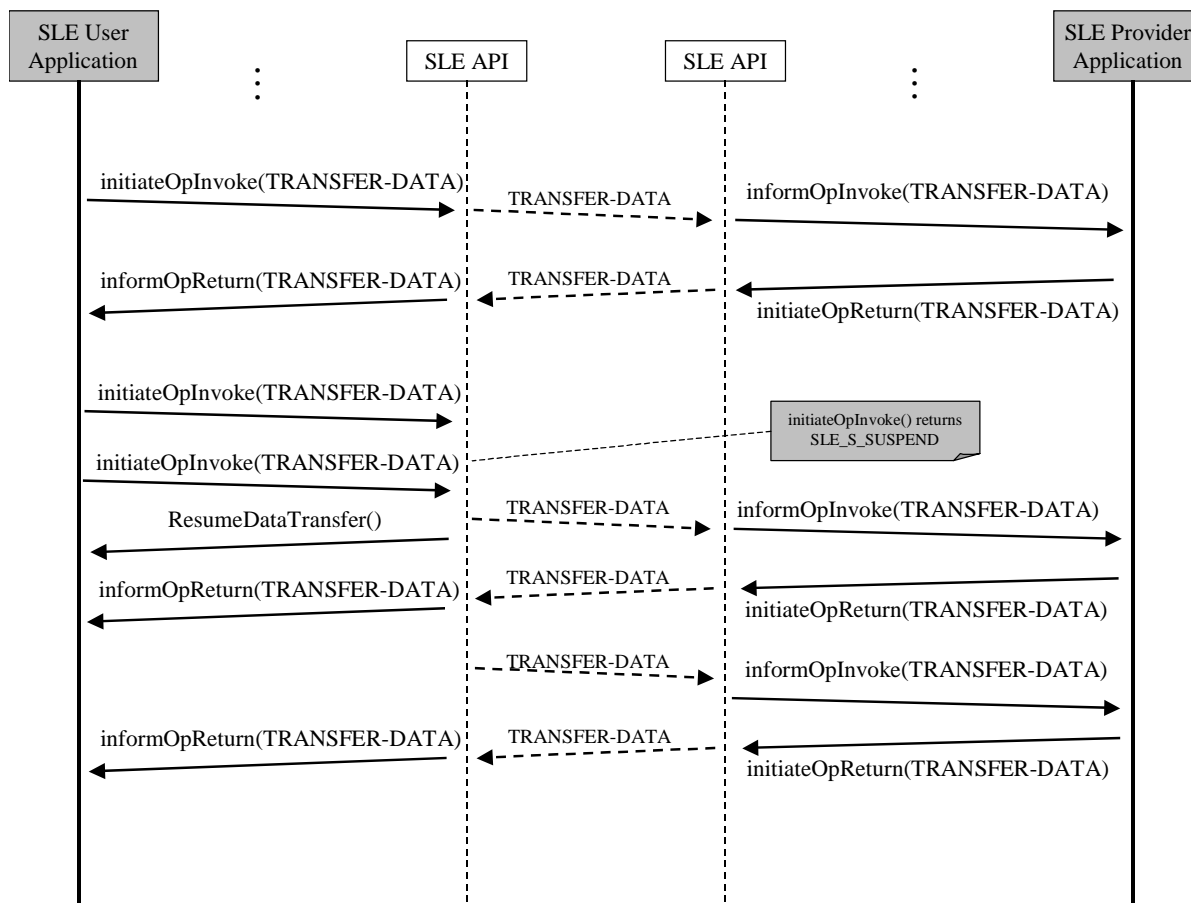 SLE User
Application
SLE API
SLE API
SLE Provider
Application
initiateOpInvoke(TRANSFER-DATA)
TRANSFER-DATA
informOpInvoke(TRANSFER-DATA)
informOpReturn(TRANSFER-DATA)
TRANSFER-DATA
initiateOpReturn(TRANSFER-DATA)
initiateOpInvoke(TRANSFER-DATA)
initiateOpInvoke() returns
SLE_S_SUSPEND
initiateOpInvoke(TRANSFER-DATA)
ResumeDataTransfer()
TRANSFER-DATA
informOpInvoke(TRANSFER-DATA)
informOpReturn(TRANSFER-DATA)
TRANSFER-DATA
initiateOpReturn(TRANSFER-DATA)
TRANSFER-DATA
informOpInvoke(TRANSFER-DATA)
informOpReturn(TRANSFER-DATA)
TRANSFER-DATA
initiateOpReturn(TRANSFER-DATA)